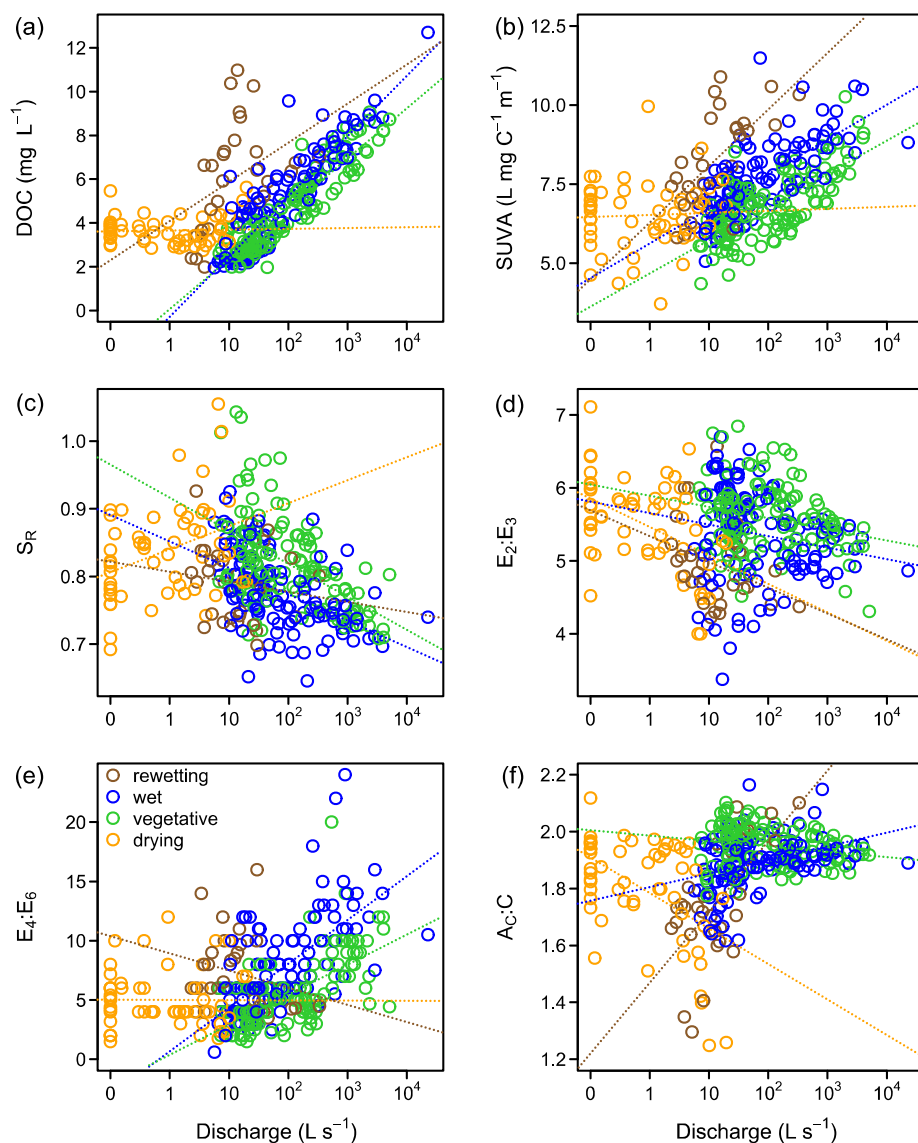 (a)
DOC (mg L⁻¹)
12
10
8
6
4
2
0
0 1 10 10² 10³ 10⁴
(b)
SUVA (L mg C⁻¹ m⁻¹)
12.5
10.0
7.5
5.0
0 1 10 10² 10³ 10⁴
(c)
S_R
1.0
0.9
0.8
0.7
0 1 10 10² 10³ 10⁴
(d)
E₂:E₃
7
6
5
4
0 1 10 10² 10³ 10⁴
(e)
E₄:E₆
rewetting
wet
vegetative
drying
20
15
10
5
0
0 1 10 10² 10³ 10⁴
Discharge (L s⁻¹)
(f)
A_C:C
2.2
2.0
1.8
1.6
1.4
1.2
0 1 10 10² 10³ 10⁴
Discharge (L s⁻¹)